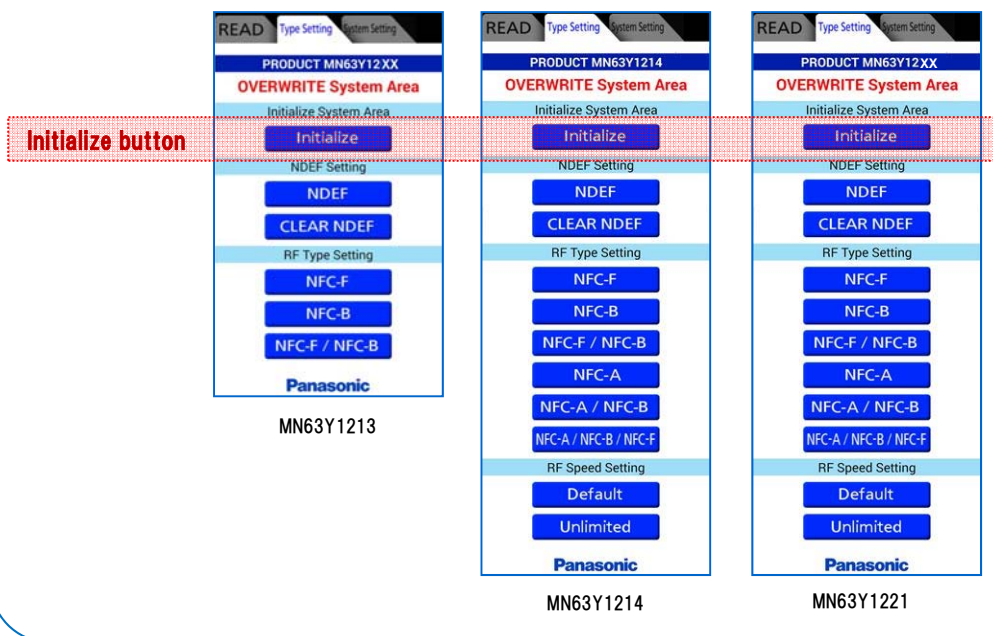 READ Type Setting System Setting
PRODUCT MN63Y12XX
OVERWRITE System Area
Initialize System Area
Initialize
NDEF Setting
NDEF
CLEAR NDEF
RF Type Setting
NFC-F
NFC-B
NFC-F / NFC-B
Panasonic
MN63Y1213
READ Type Setting System Setting
PRODUCT MN63Y1214
OVERWRITE System Area
Initialize System Area
Initialize
NDEF Setting
NDEF
CLEAR NDEF
RF Type Setting
NFC-F
NFC-B
NFC-F / NFC-B
NFC-A
NFC-A / NFC-B
NFC-A / NFC-B / NFC-F
RF Speed Setting
Default
Unlimited
Panasonic
MN63Y1214
READ Type Setting System Setting
PRODUCT MN63Y12XX
OVERWRITE System Area
Initialize System Area
Initialize
NDEF Setting
NDEF
CLEAR NDEF
RF Type Setting
NFC-F
NFC-B
NFC-F / NFC-B
NFC-A
NFC-A / NFC-B
NFC-A / NFC-B / NFC-F
RF Speed Setting
Default
Unlimited
Panasonic
MN63Y1221
Initialize button